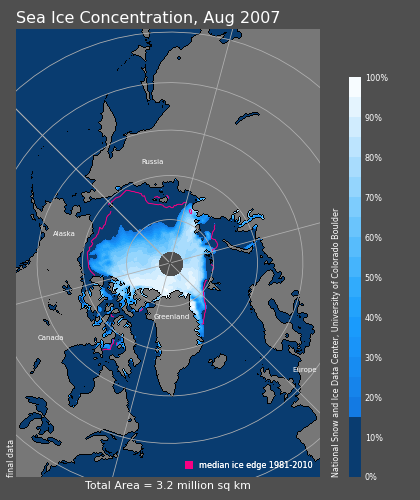 Sea Ice Concentration, Aug 2007
100%
90%
80%
70%
60%
50%
40%
30%
20%
10%
0%
Russia
Alaska
Greenland
Canada
Europe
National Snow and Ice Data Center, University of Colorado Boulder
final data
median ice edge 1981-2010
Total Area = 3.2 million sq km